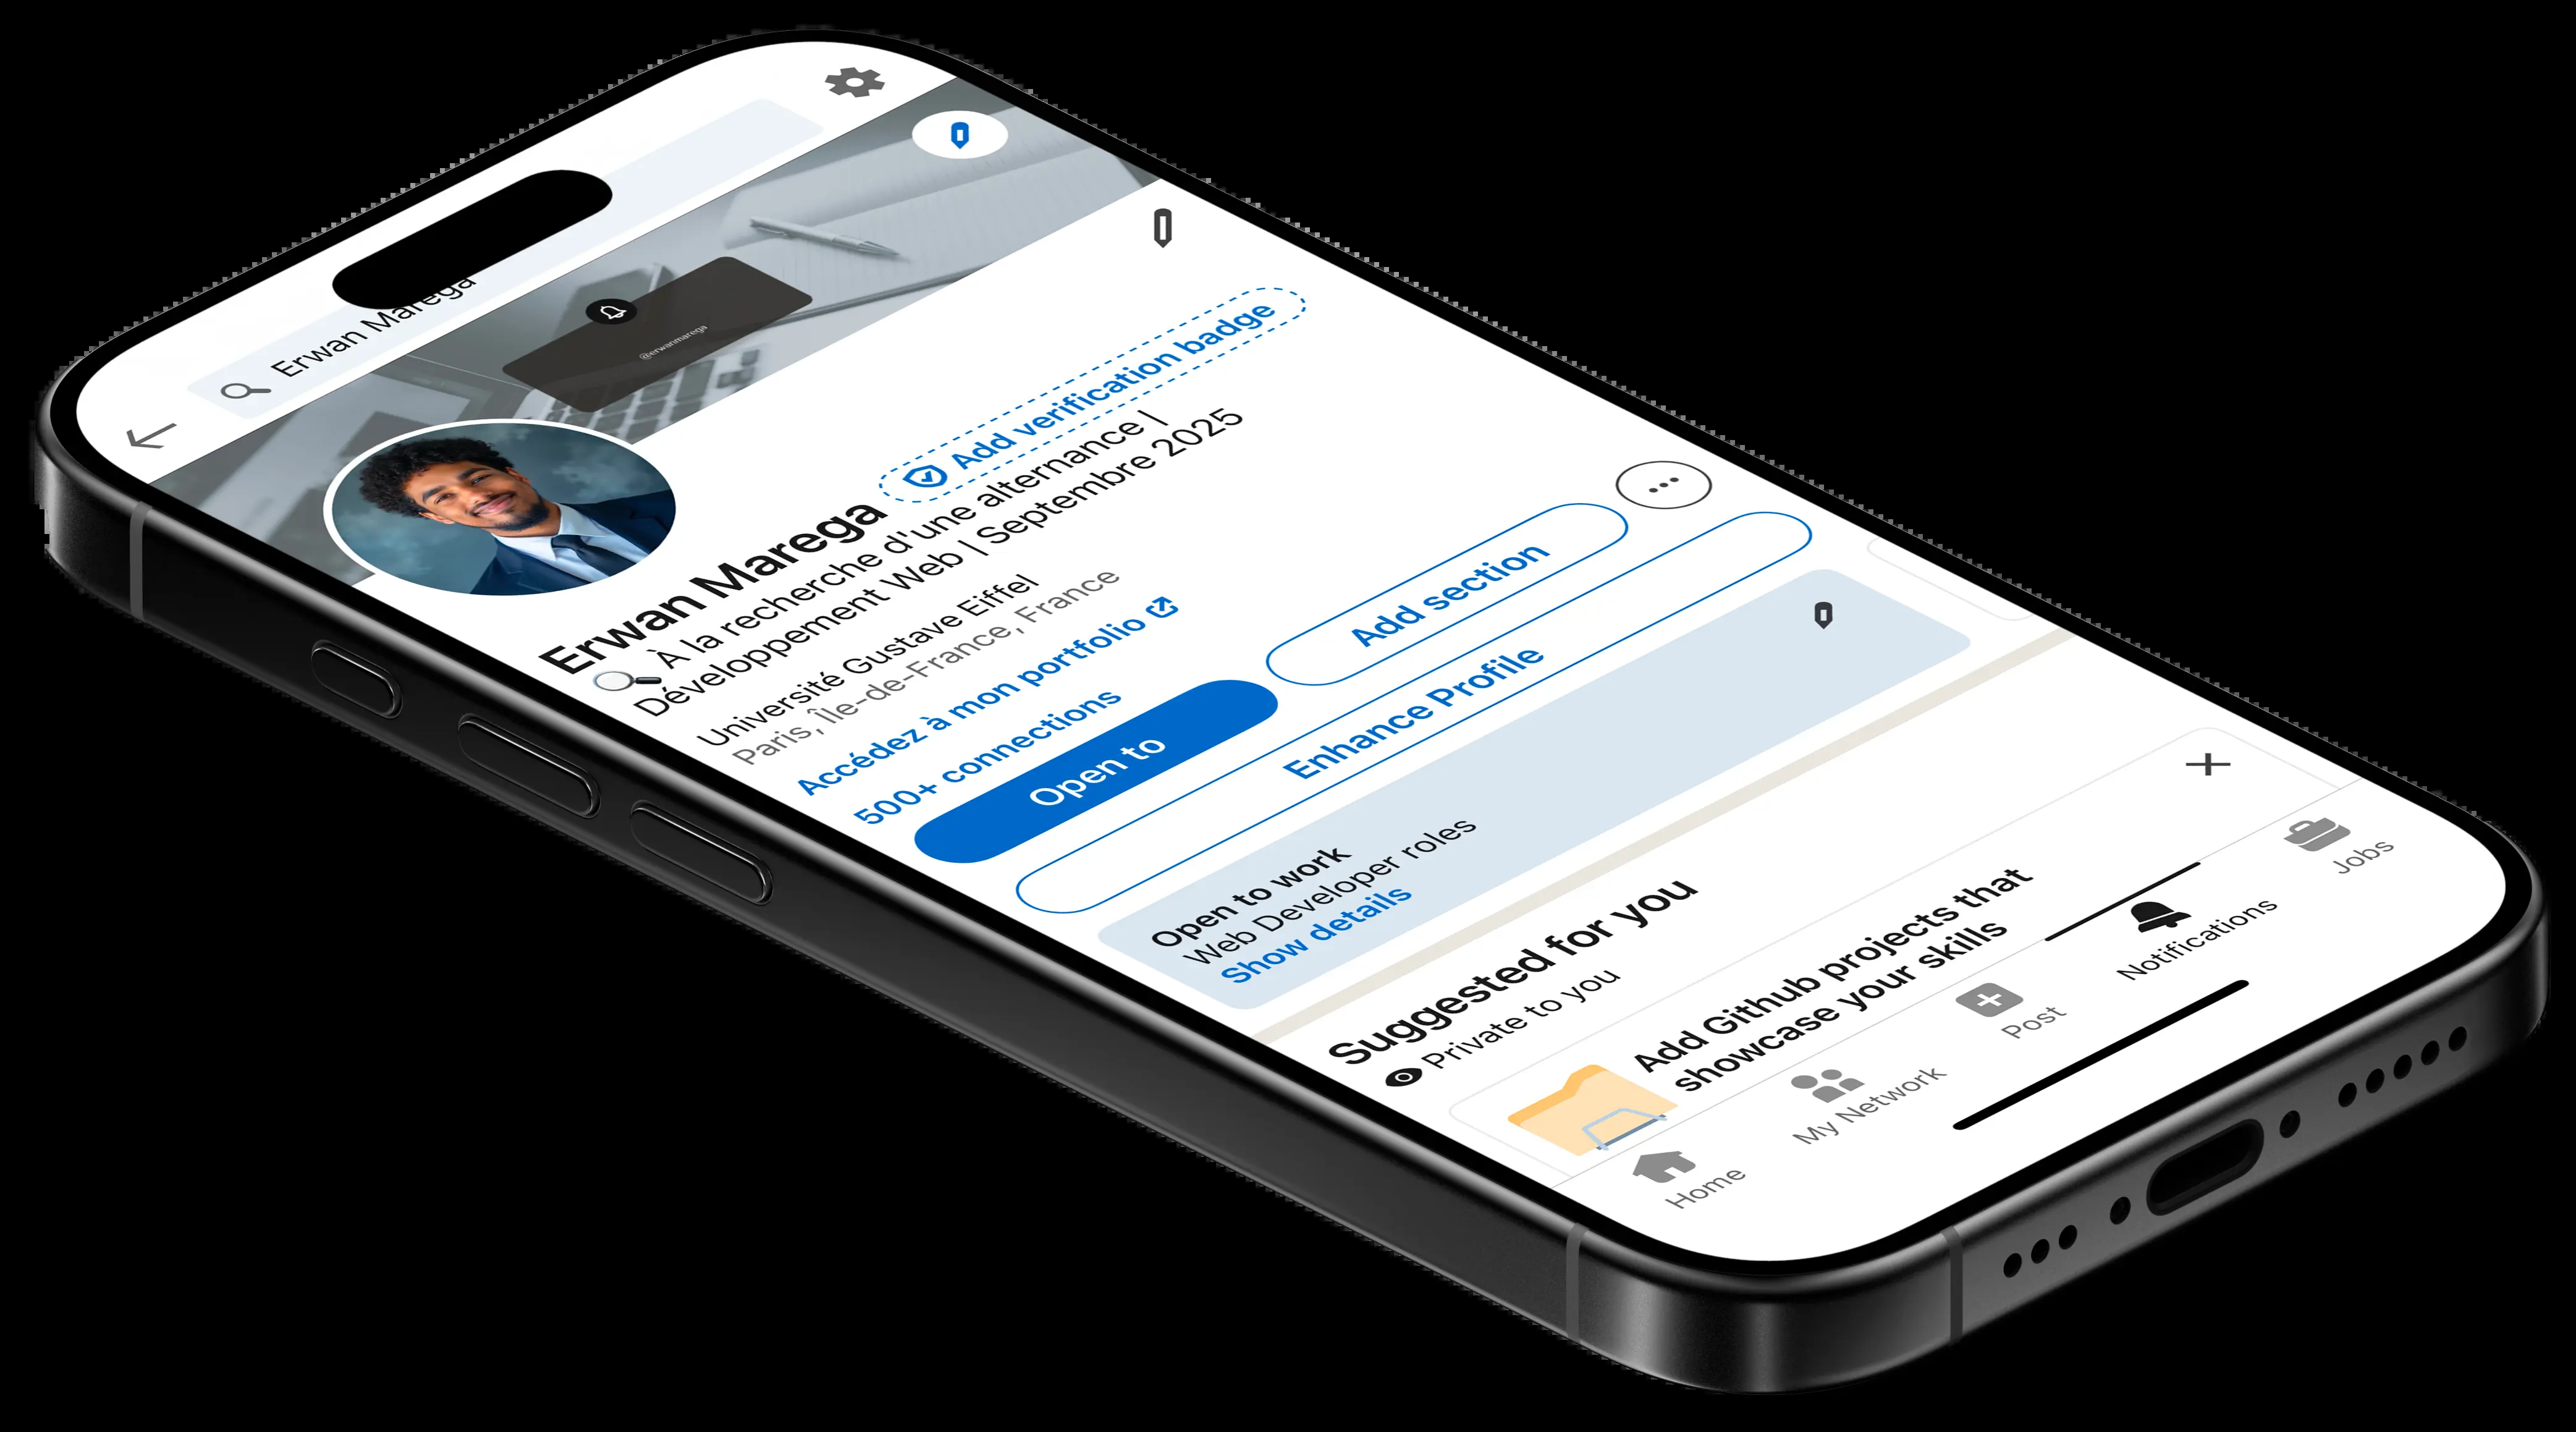 Erwan Marega
@erwanmarega
Erwan Marega
Add verification badge
À la recherche d'une alternance |
Développement Web | Septembre 2025
Université Gustave Eiffel
Paris, Île-de-France, France
Accédez à mon portfolio
500+ connections
Open to
Add section
Enhance Profile
Open to work
Web Developer roles
Show details
Suggested for you
Private to you
Add Github projects that
showcase your skills
Home
My Network
Post
Notifications
Jobs